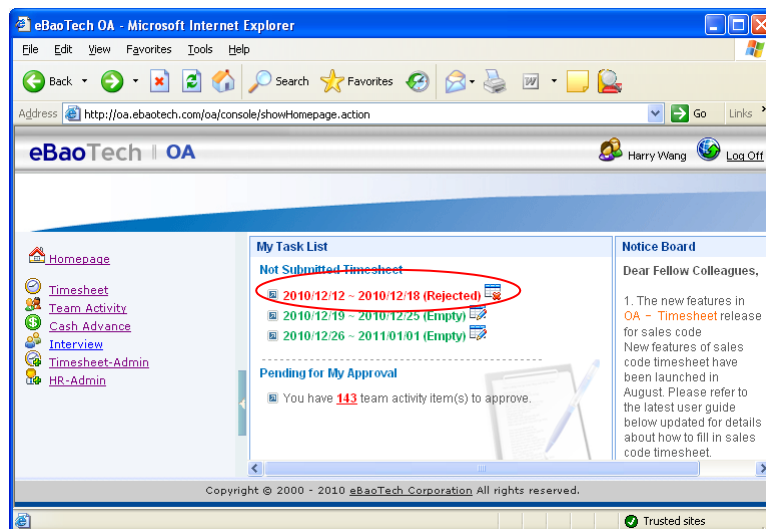 eBaoTech OA - Microsoft Internet Explorer
File Edit View Favorites Tools Help
Back Search Favorites
Address http://oa.ebaotech.com/oa/console/showHomepage.action Go Links
eBaoTech OA Harry Wang Log Off
Homepage
Timesheet
Team Activity
Cash Advance
Interview
Timesheet-Admin
HR-Admin
My Task List
Not Submitted Timesheet
2010/12/12 ~ 2010/12/18 (Rejected)
2010/12/19 ~ 2010/12/25 (Empty)
2010/12/26 ~ 2011/01/01 (Empty)
Pending for My Approval
You have 143 team activity item(s) to approve.
Notice Board
Dear Fellow Colleagues,
1. The new features in
OA - Timesheet release
for sales code
New features of sales
code timesheet have
been launched in
August. Please refer to
the latest user guide
below updated for details
about how to fill in sales
code timesheet.
Copyright © 2000 - 2010 eBaoTech Corporation All rights reserved.
Trusted sites